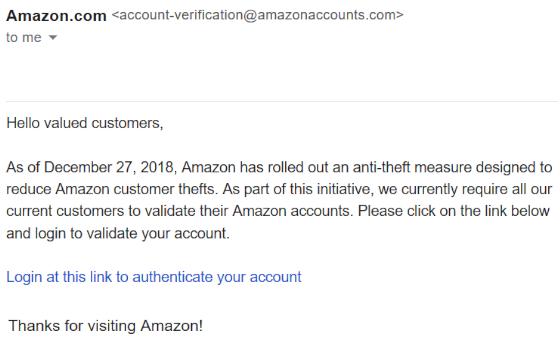 Amazon.com <account-verification@amazonaccounts.com>
to me
Hello valued customers,
As of December 27, 2018, Amazon has rolled out an anti-theft measure designed to
reduce Amazon customer thefts. As part of this initiative, we currently require all our
current customers to validate their Amazon accounts. Please click on the link below
and login to validate your account.
Login at this link to authenticate your account
Thanks for visiting Amazon!